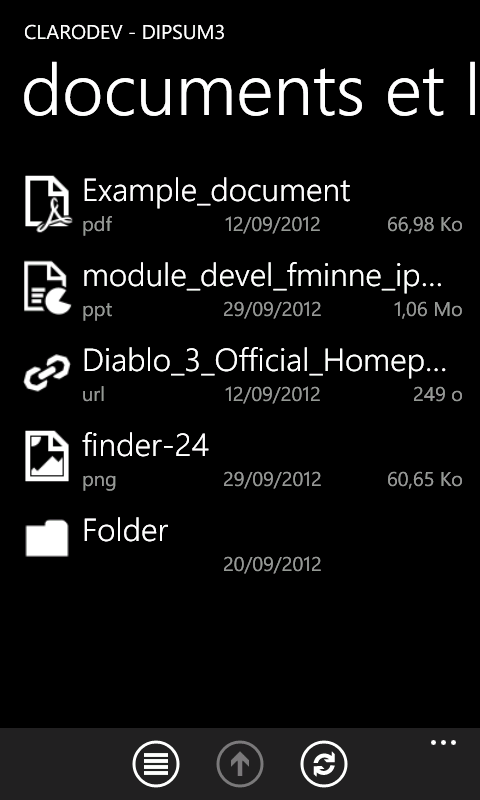 CLARODEV - DIPSUM3
documents et l
Example_document
pdf 12/09/2012 66,98 Ko
module_devel_fminne_ip...
ppt 29/09/2012 1,06 Mo
Diablo_3_Official_Homep...
url 12/09/2012 249 o
finder-24
png 29/09/2012 60,65 Ko
Folder
20/09/2012